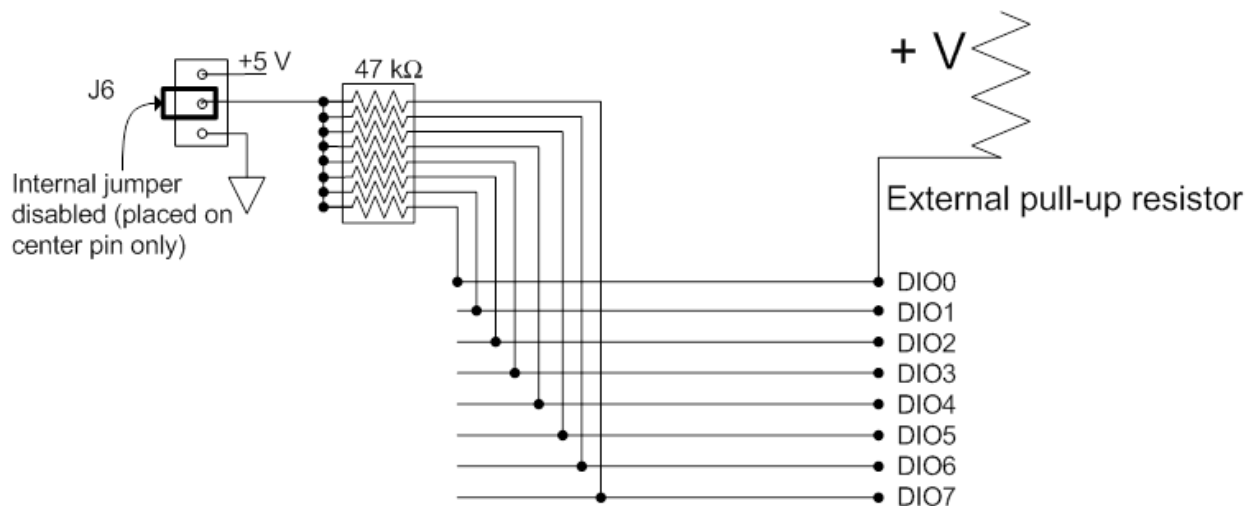 +5 V
J6
47 kΩ
+ V
Internal jumper
disabled (placed on
center pin only)
External pull-up resistor
DIO0
DIO1
DIO2
DIO3
DIO4
DIO5
DIO6
DIO7